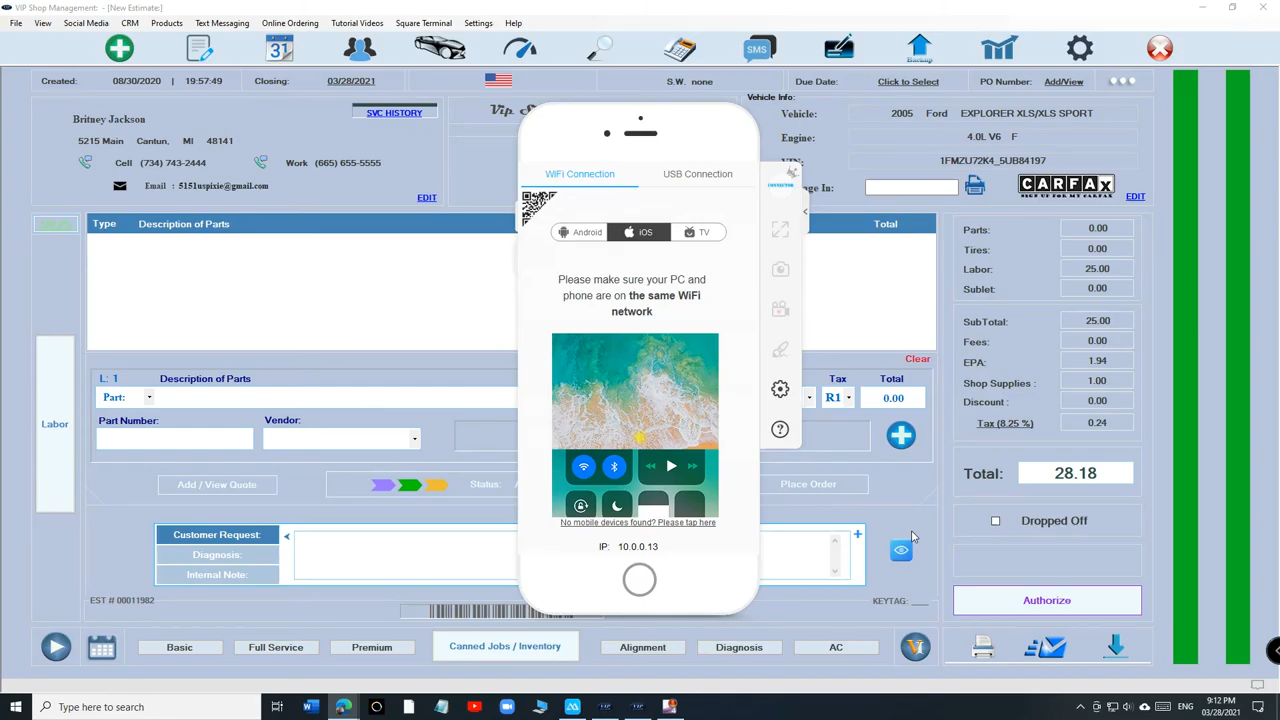 VIP Shop Management: - [New Estimate:]
File View Social Media CRM Products Text Messaging Online Ordering Tutorial Videos Square Terminal Settings Help
31 SMS Backup
Created: 08/30/2020 | 19:57:49 Closing: 03/28/2021 S.W. none Due Date: Click to Select PO Number: Add/View
Britney Jackson
SVC HISTORY
5215 Main Cantun, MI 48141
Cell (734) 743-2444 Work (665) 655-5555
Email : 5151uspixie@gmail.com
EDIT
Vehicle Info:
Vehicle: 2005 Ford EXPLORER XLS/XLS SPORT
Engine: 4.0L V6 F
1FMZU72K4_5UB84197
CARFAX
SIGN UP FOR MY CARFAX
EDIT
WiFi Connection USB Connection
CONNECTOR
Android iOS TV
Please make sure your PC and
phone are on the same WiFi
network
No mobile devices found? Please tap here
IP: 10.0.0.13
Type Description of Parts Total
Labor
Clear
L: 1 Description of Parts Tax Total
Part: R1 0.00
Part Number: Vendor:
Add / View Quote Status: Place Order
Customer Request:
Diagnosis:
Internal Note:
EST # 00011982 KEYTAG: ___
Parts: 0.00
Tires: 0.00
Labor: 25.00
Sublet: 0.00
SubTotal: 25.00
Fees: 0.00
EPA: 1.94
Shop Supplies : 1.00
Discount : 0.00
Tax (8.25 %) 0.24
Total: 28.18
Dropped Off
Authorize
Basic Full Service Premium Canned Jobs / Inventory Alignment Diagnosis AC
Type here to search
ENG
9:12 PM
03/28/2021